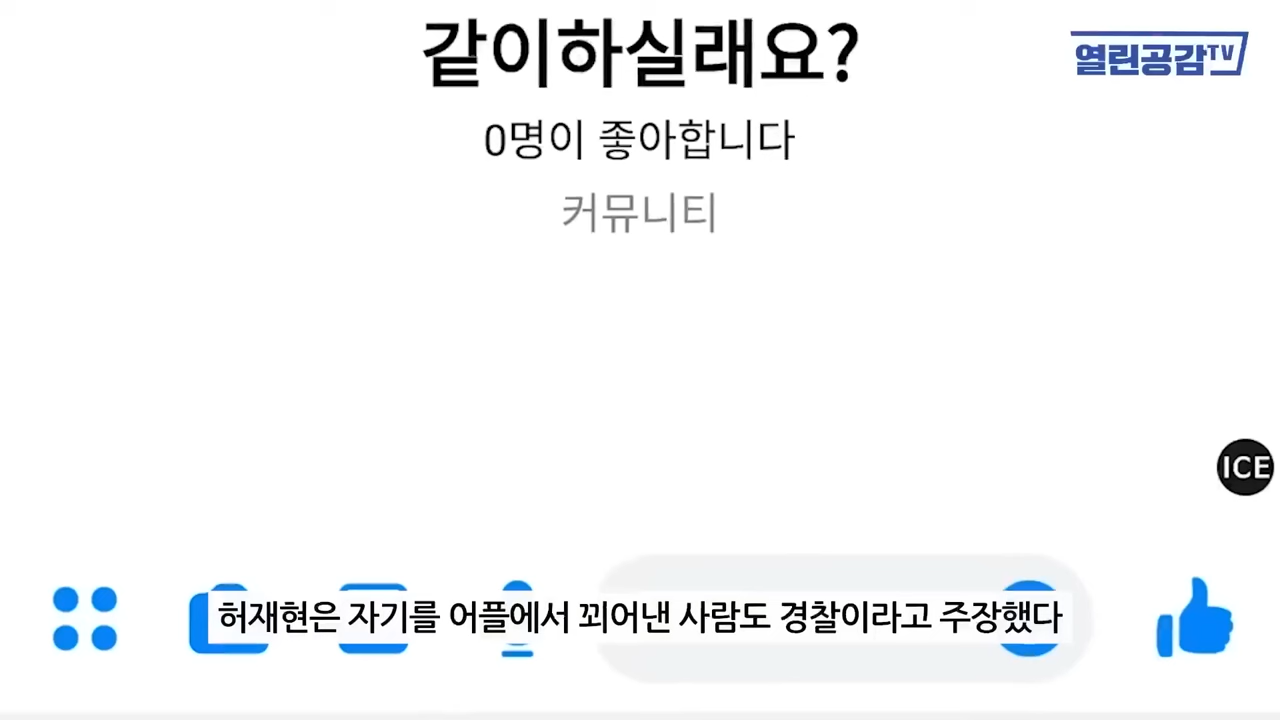 같이하실래요?
열린공감TV
0명이 좋아합니다
커뮤니티
ICE
허재현은 자기를 어플에서 꾀어낸 사람도 경찰이라고 주장했다